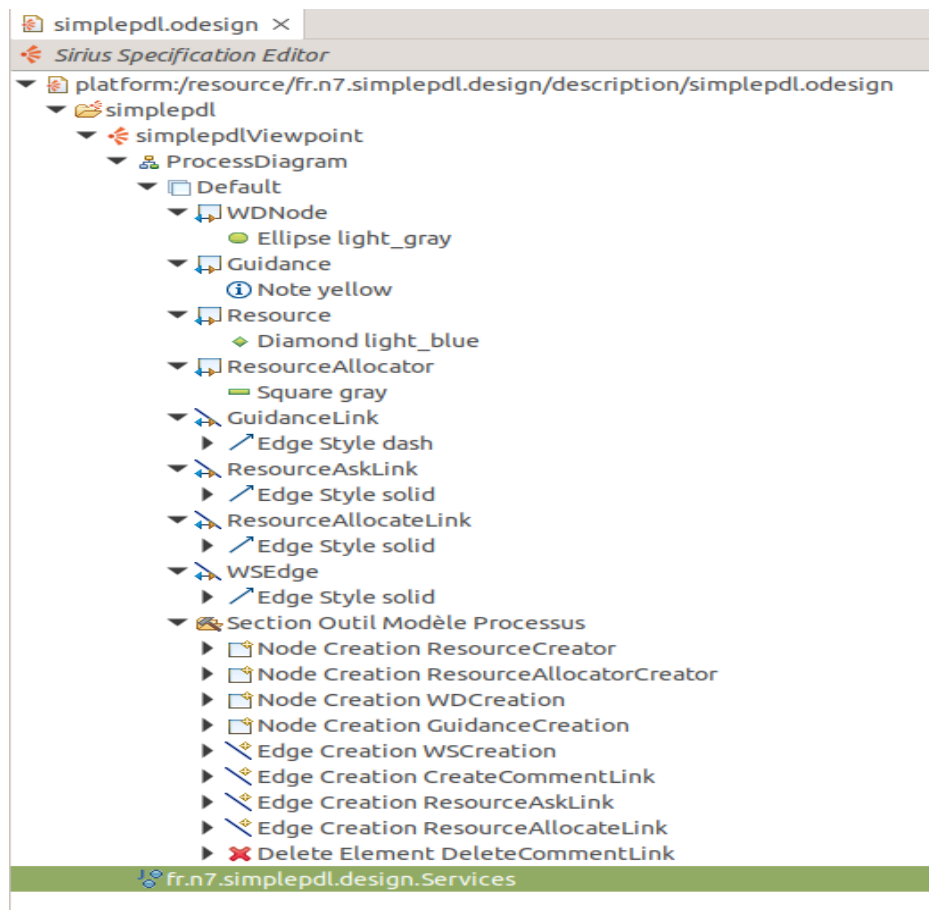 simplepdl.odesign
Sirius Specification Editor
platform:/resource/fr.n7.simplepdl.design/description/simplepdl.odesign
simplepdl
simplepdlViewpoint
ProcessDiagram
Default
WDNode
Ellipse light_gray
Guidance
Note yellow
Resource
Diamond light_blue
ResourceAllocator
Square gray
GuidanceLink
Edge Style dash
ResourceAskLink
Edge Style solid
ResourceAllocateLink
Edge Style solid
WSEdge
Edge Style solid
Section Outil Modèle Processus
Node Creation ResourceCreator
Node Creation ResourceAllocatorCreator
Node Creation WDCreation
Node Creation GuidanceCreation
Edge Creation WSCreation
Edge Creation CreateCommentLink
Edge Creation ResourceAskLink
Edge Creation ResourceAllocateLink
Delete Element DeleteCommentLink
fr.n7.simplepdl.design.Services